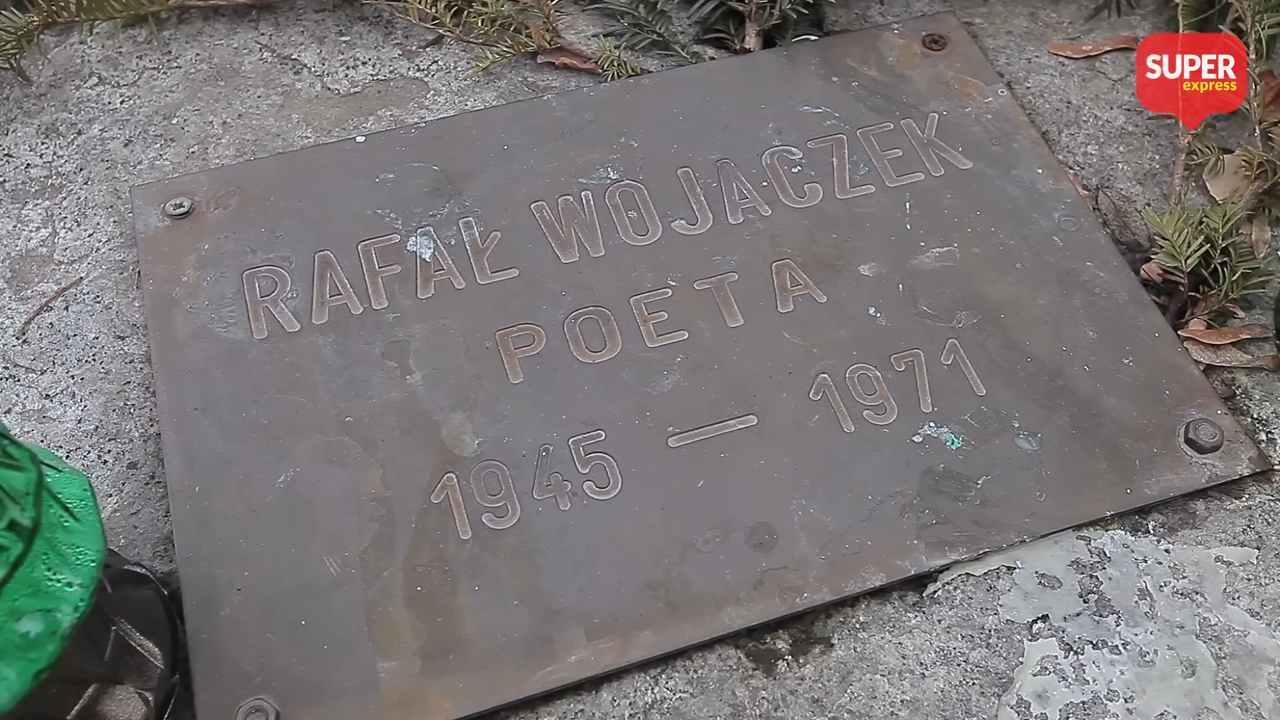 SUPER
express
RAFAŁ WOJACZEK
POETA
1945 — 1971